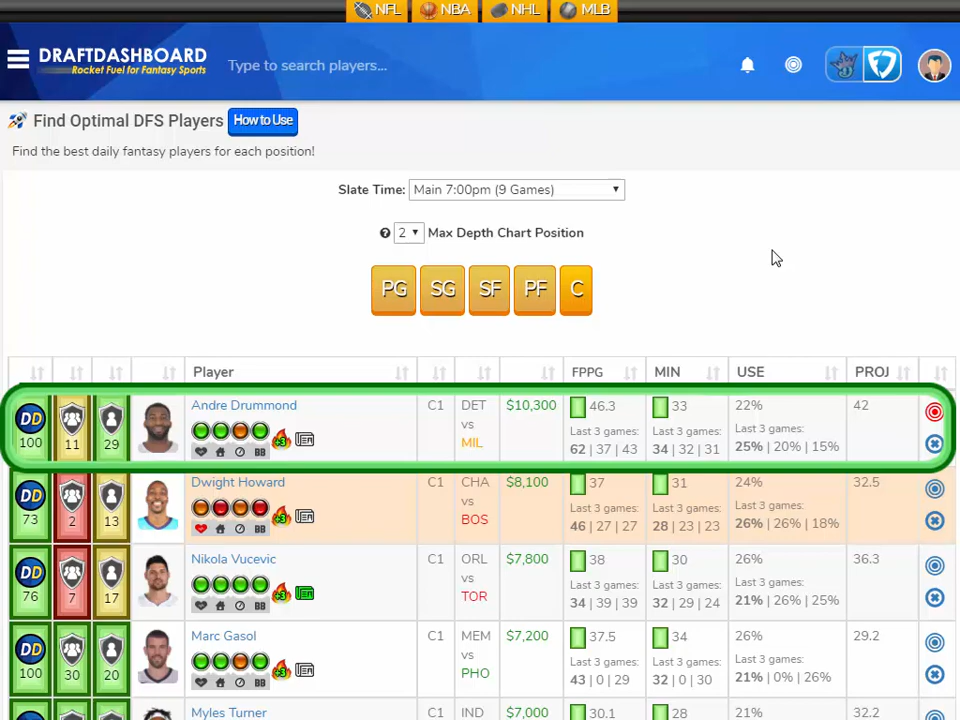 NFL NBA NHL MLB
DRAFTDASHBOARD
Rocket Fuel for Fantasy Sports
Type to search players...
Find Optimal DFS Players How to Use
Find the best daily fantasy players for each position!
Slate Time: Main 7:00pm (9 Games)
2 Max Depth Chart Position
PG SG SF PF C
Player FPPG MIN USE PROJ
Andre Drummond C1 DET $10,300 46.3 33 22% 42
DD vs Last 3 games: Last 3 games: Last 3 games:
100 11 29 +3 MIL 62 | 37 | 43 34 | 32 | 31 25% | 20% | 15%
BB
Dwight Howard C1 CHA $8,100 37 31 24% 32.5
DD vs Last 3 games: Last 3 games: Last 3 games:
73 2 13 +3 BOS 46 | 27 | 27 28 | 23 | 23 26% | 26% | 18%
BB
Nikola Vucevic C1 ORL $7,800 38 30 26% 36.3
DD vs Last 3 games: Last 3 games: Last 3 games:
76 7 17 +3 TOR 34 | 39 | 39 32 | 29 | 24 21% | 26% | 25%
BB
Marc Gasol C1 MEM $7,200 37.5 34 26% 29.2
DD vs Last 3 games: Last 3 games: Last 3 games:
100 30 20 +3 PHO 43 | 0 | 29 32 | 0 | 30 21% | 0% | 26%
BB
Myles Turner C1 IND $7,000 30.1 28 21% 32.2